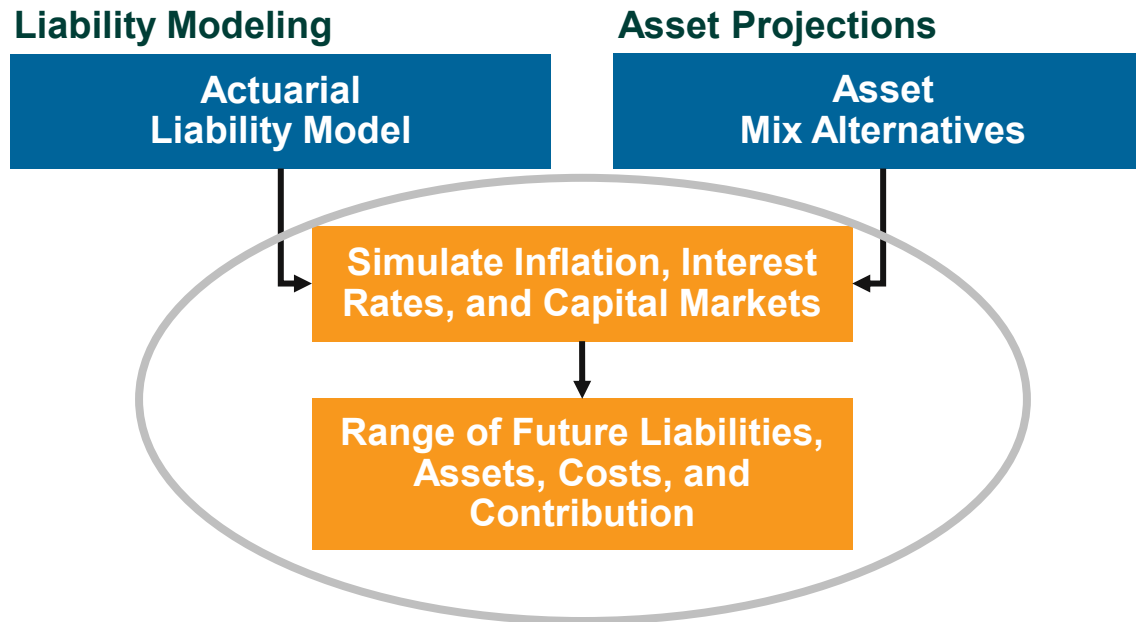 Liability Modeling
Asset Projections
Actuarial
Liability Model
Asset
Mix Alternatives
Simulate Inflation, Interest
Rates, and Capital Markets
Range of Future Liabilities,
Assets, Costs, and
Contribution